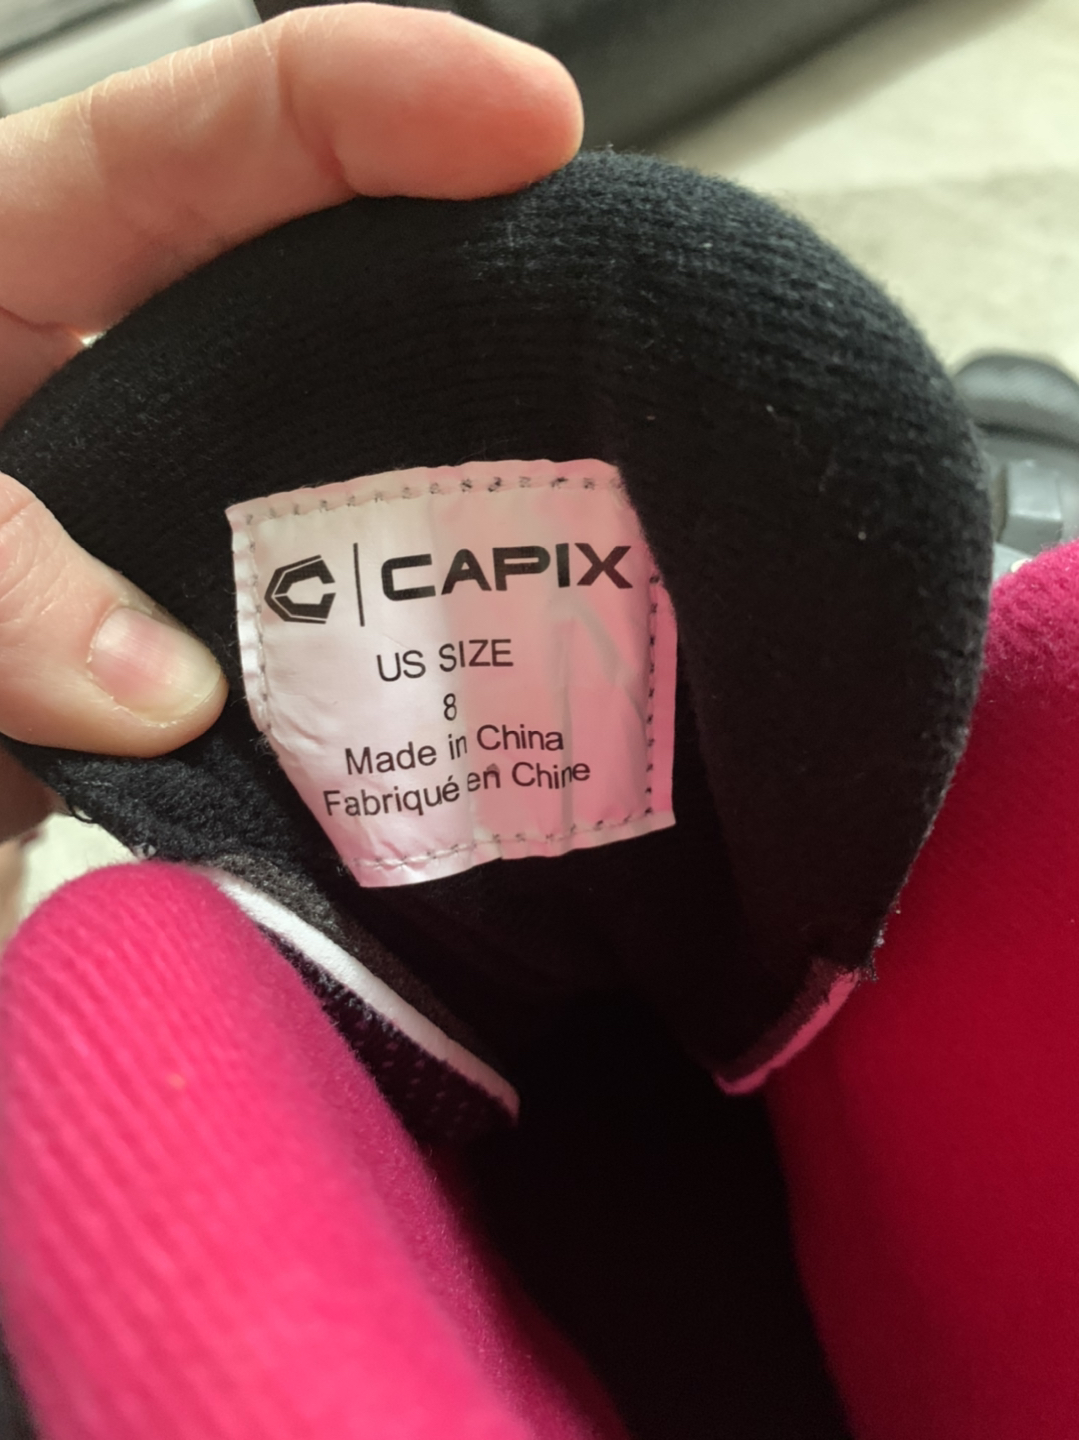 CAPIX
US SIZE
8
Made in China
Fabriqué en Chine